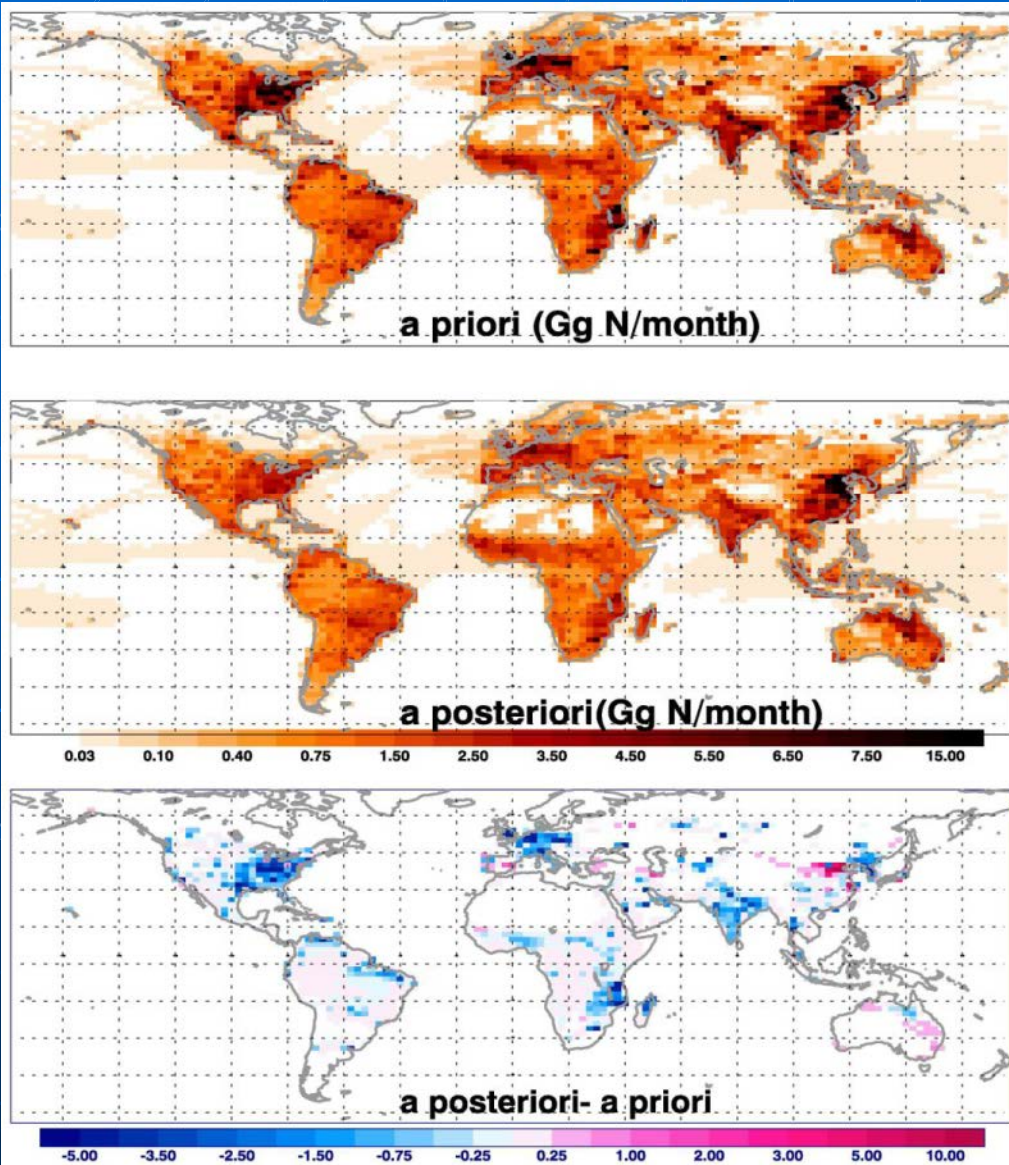 a priori (Gg N/month)
a posteriori(Gg N/month)
0.03 0.10 0.40 0.75 1.50 2.50 3.50 4.50 5.50 6.50 7.50 15.00
a posteriori- a priori
-5.00 -3.50 -2.50 -1.50 -0.75 -0.25 0.25 1.00 2.00 3.00 5.00 10.00